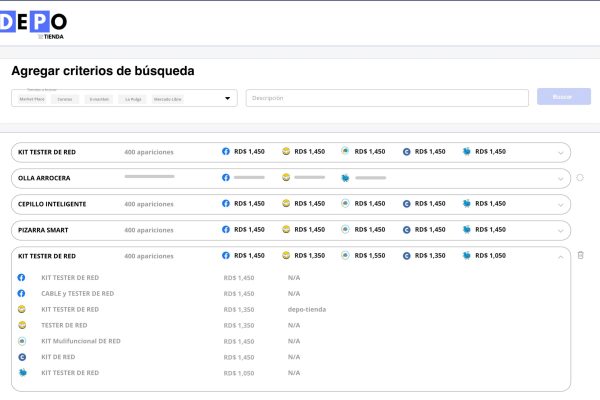 DEPO
TIENDA
Agregar criterios de búsqueda
Tiendas a buscar
Market Place Corotos Inmantbel La Pulga Mercado Libre
Descripción
Buscar
KIT TESTER DE RED 400 apariciones RD$ 1,450 RD$ 1,450 RD$ 1,450 RD$ 1,450 RD$ 1,450
OLLA ARROCERA
CEPILLO INTELIGENTE 400 apariciones RD$ 1,450 RD$ 1,450 RD$ 1,450 RD$ 1,450 RD$ 1,450
PIZARRA SMART 400 apariciones RD$ 1,450 RD$ 1,450 RD$ 1,450 RD$ 1,450 RD$ 1,450
KIT TESTER DE RED 400 apariciones RD$ 1,450 RD$ 1,350 RD$ 1,550 RD$ 1,350 RD$ 1,050
KIT TESTER DE RED RD$ 1,450 N/A
CABLE y TESTER DE RED RD$ 1,450 N/A
KIT TESTER DE RED RD$ 1,350 depo-tienda
TESTER DE RED RD$ 1,350 N/A
KIT Mulifuncional DE RED RD$ 1,450 N/A
KIT DE RED RD$ 1,450 N/A
KIT TESTER DE RED RD$ 1,050 N/A